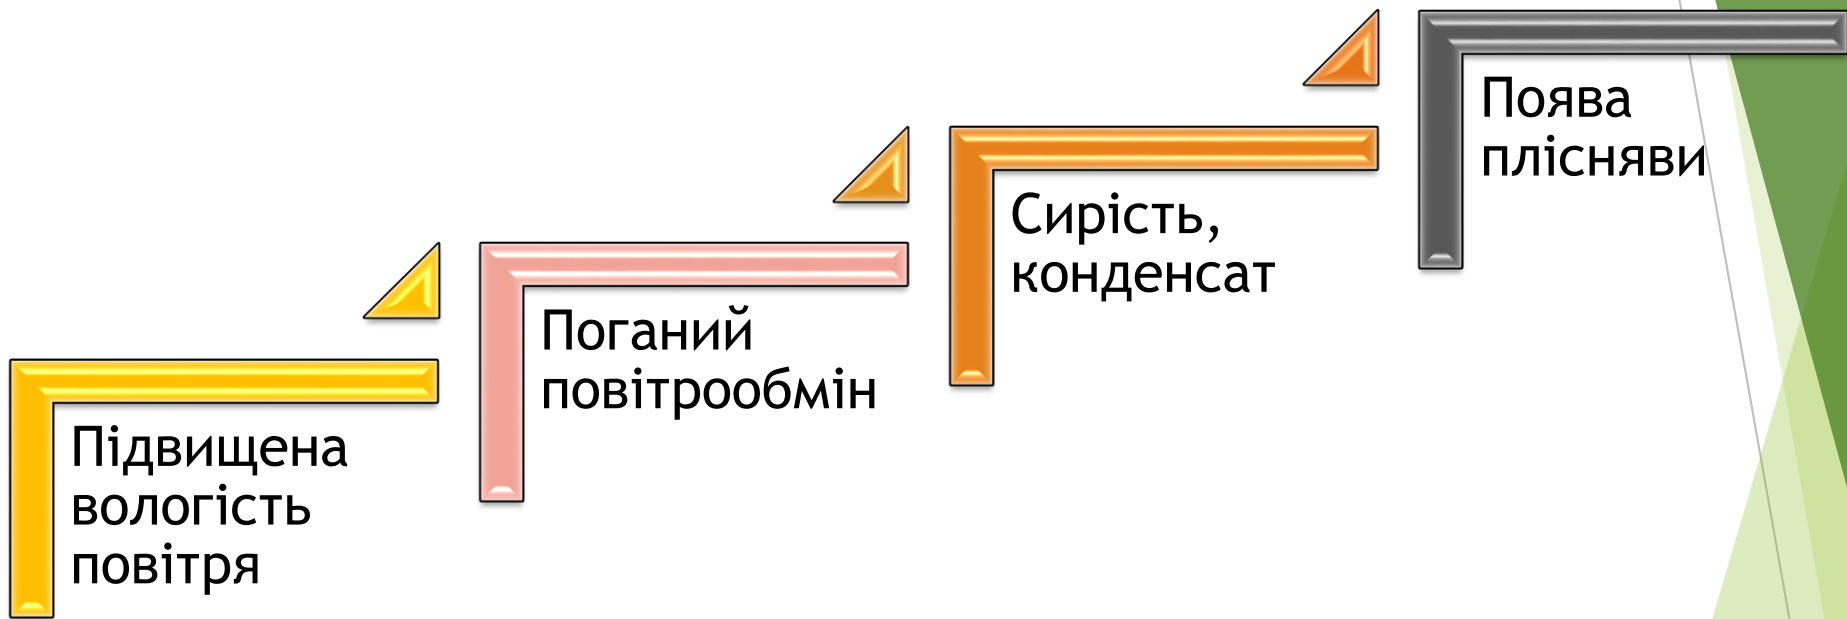 Підвищена
вологість
повітря
Поганий
повітрообмін
Сирість,
конденсат
Поява
плісняви